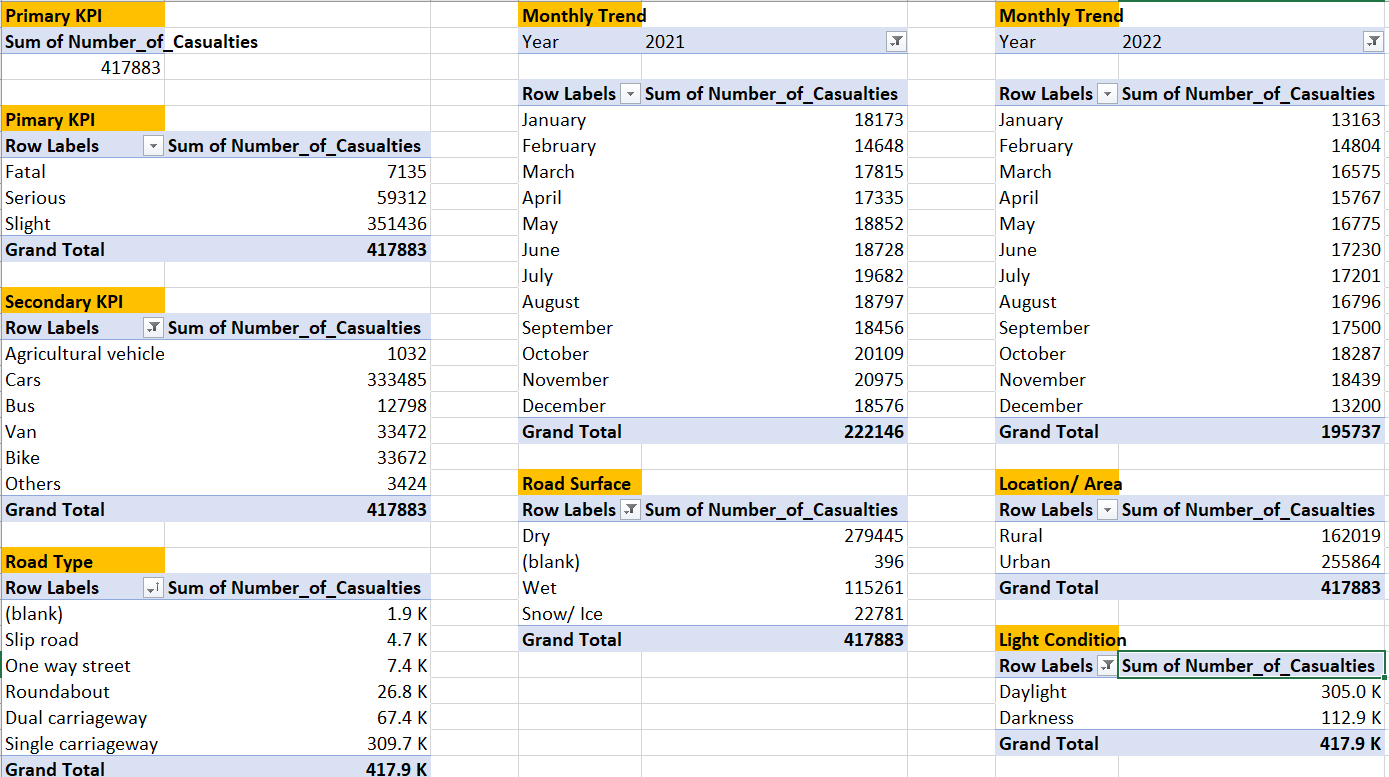 Primary KPI
Sum of Number_of_Casualties
417883
Pimary KPI
Row Labels Sum of Number_of_Casualties
Fatal 7135
Serious 59312
Slight 351436
Grand Total 417883
Secondary KPI
Row Labels Sum of Number_of_Casualties
Agricultural vehicle 1032
Cars 333485
Bus 12798
Van 33472
Bike 33672
Others 3424
Grand Total 417883
Road Type
Row Labels Sum of Number_of_Casualties
(blank) 1.9 K
Slip road 4.7 K
One way street 7.4 K
Roundabout 26.8 K
Dual carriageway 67.4 K
Single carriageway 309.7 K
Grand Total 417.9 K
Monthly Trend
Year 2021
Row Labels Sum of Number_of_Casualties
January 18173
February 14648
March 17815
April 17335
May 18852
June 18728
July 19682
August 18797
September 18456
October 20109
November 20975
December 18576
Grand Total 222146
Road Surface
Row Labels Sum of Number_of_Casualties
Dry 279445
(blank) 396
Wet 115261
Snow/ Ice 22781
Grand Total 417883
Monthly Trend
Year 2022
Row Labels Sum of Number_of_Casualties
January 13163
February 14804
March 16575
April 15767
May 16775
June 17230
July 17201
August 16796
September 17500
October 18287
November 18439
December 13200
Grand Total 195737
Location/ Area
Row Labels Sum of Number_of_Casualties
Rural 162019
Urban 255864
Grand Total 417883
Light Condition
Row Labels Sum of Number_of_Casualties
Daylight 305.0 K
Darkness 112.9 K
Grand Total 417.9 K